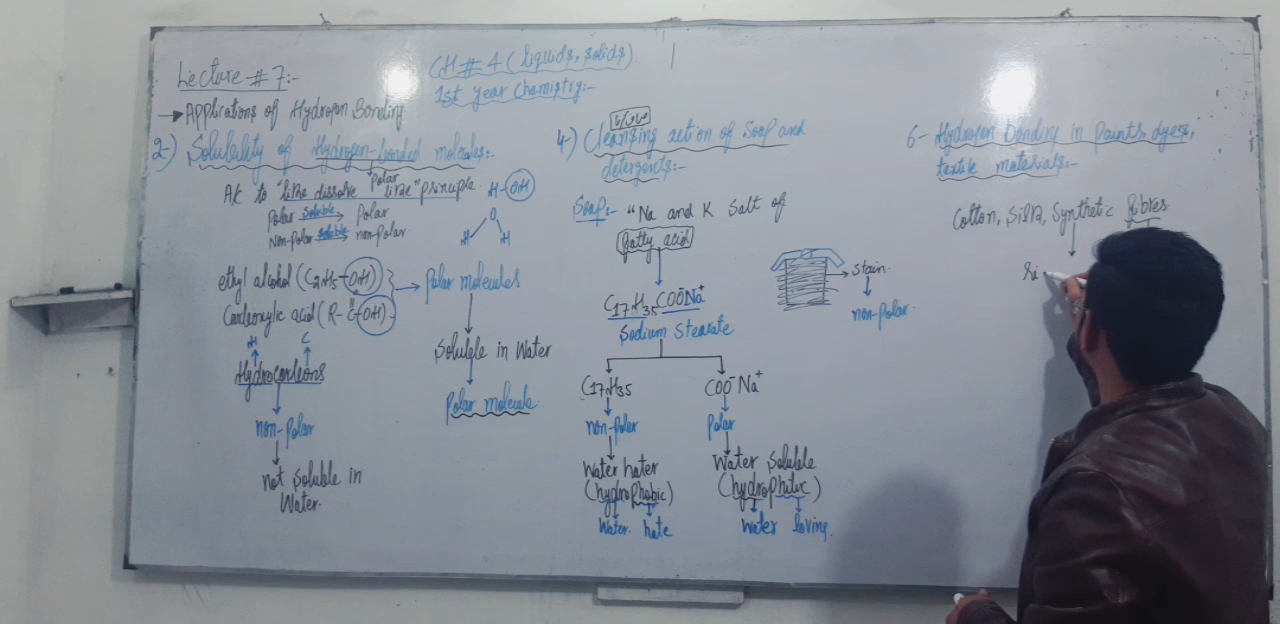 Lecture # 7:-
CH # 4 (liquids, solids)
1st year Chemistry:-
→ Applications of Hydrogen Bonding
2-) Solubility of Hydrogen-bonded molecules:-
A/c to "like dissolve like" principle.
Polar
Polar soluble → Polar
Non-Polar soluble → non-polar
H-OH
O
H H
ethyl alcohol (C2H5-OH)
Carboxylic acid (R-C-OH)
O
→ Polar molecules
Soluble in Water
Polar molecule
H C
Hydrocarbons
non-Polar
Not Soluble in
Water.
4-) Cleansing action of Soap and
detergents:-
Soap:- "Na and K Salt of
fatty acid
C17H35COO⁻Na⁺
Sodium Stearate
C17H35
non-polar
Water hater
(hydrophobic)
Water hate
COO⁻Na⁺
Polar
Water Soluble
(hydrophilic)
Water loving
→ Stain.
non-polar.
6- Hydrogen bonding in Paints, dyes,
textile materials:-
Cotton, Silk, Synthetic fibres